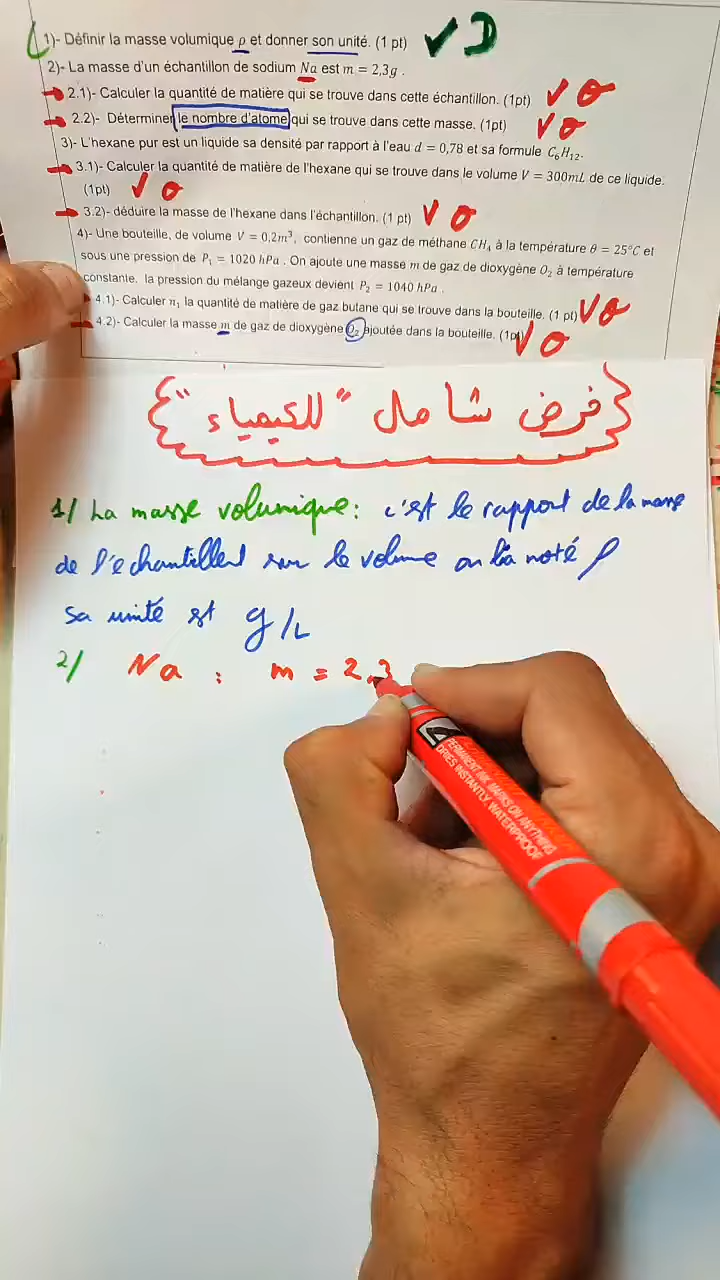 1)- Définir la masse volumique ρ et donner son unité. (1 pt)
2)- La masse d'un échantillon de sodium Na est m = 2,3g .
2.1)- Calculer la quantité de matière qui se trouve dans cette échantillon. (1pt)
2.2)- Déterminer le nombre d'atome qui se trouve dans cette masse. (1pt)
3)- L'hexane pur est un liquide sa densité par rapport à l'eau d = 0,78 et sa formule C₆H₁₂.
3.1)- Calculer la quantité de matière de l'hexane qui se trouve dans le volume V = 300mL de ce liquide.
(1pt)
3.2)- déduire la masse de l'hexane dans l'échantillon. (1 pt)
4)- Une bouteille, de volume V = 0,2m³, contienne un gaz de méthane CH₄ à la température θ = 25°C et
sous une pression de P₁ = 1020 hPa . On ajoute une masse m de gaz de dioxygène O₂ à température
constante. la pression du mélange gazeux devient P₂ = 1040 hPa .
4.1)- Calculer n₁ la quantité de matière de gaz butane qui se trouve dans la bouteille. (1 pt)
4.2)- Calculer la masse m de gaz de dioxygène O₂ ajoutée dans la bouteille. (1pt)
فرض شامل "للكيمياء"
1/ La masse volumique : c'est le rapport de la masse
de l'echantillent sur le volume on la noté ρ
sa unité est g/L
2/ Na : m = 2,3
PERMANENT INK MARKS ON ANYTHING
DRIES INSTANTLY, WATERPROOF